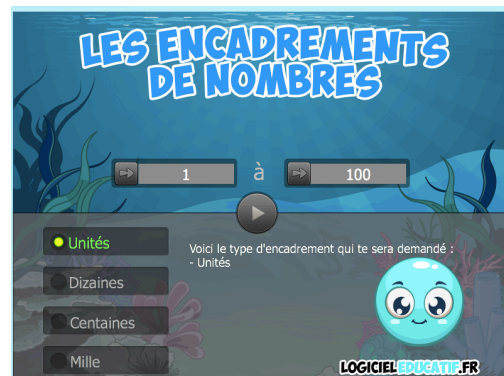 LES ENCADREMENTS
DE NOMBRES
1 à 100
Unités
Voici le type d'encadrement qui te sera demandé :
- Unités
Dizaines
Centaines
Mille
LOGICIELEDUCATIF.FR